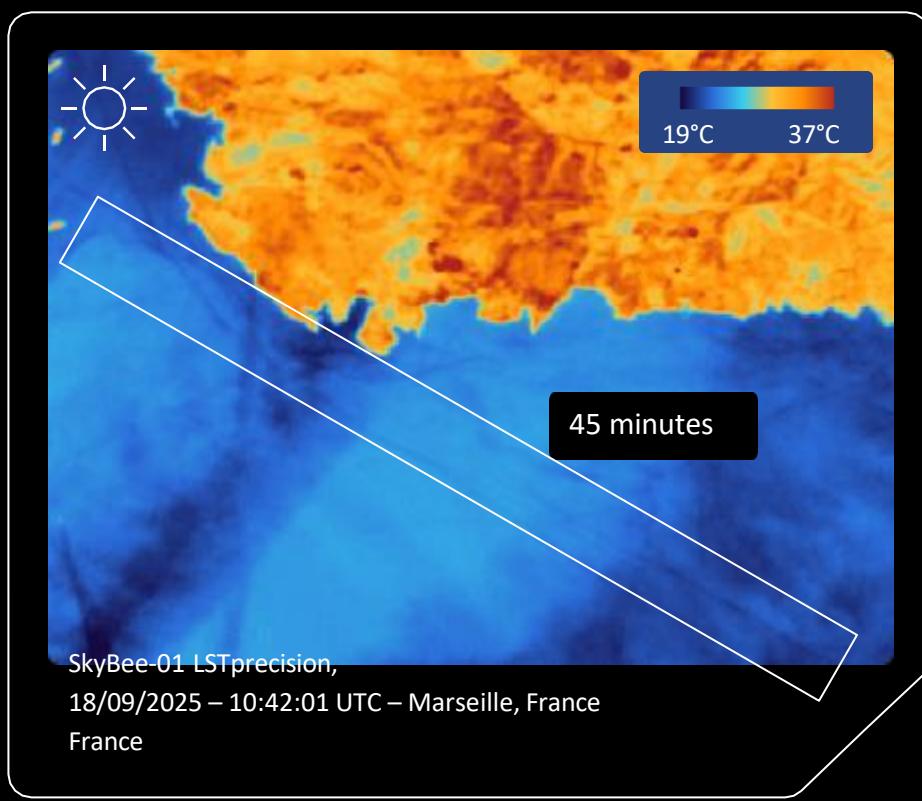 19°C 37°C
45 minutes
SkyBee-01 LSTprecision,
18/09/2025 – 10:42:01 UTC – Marseille, France
France